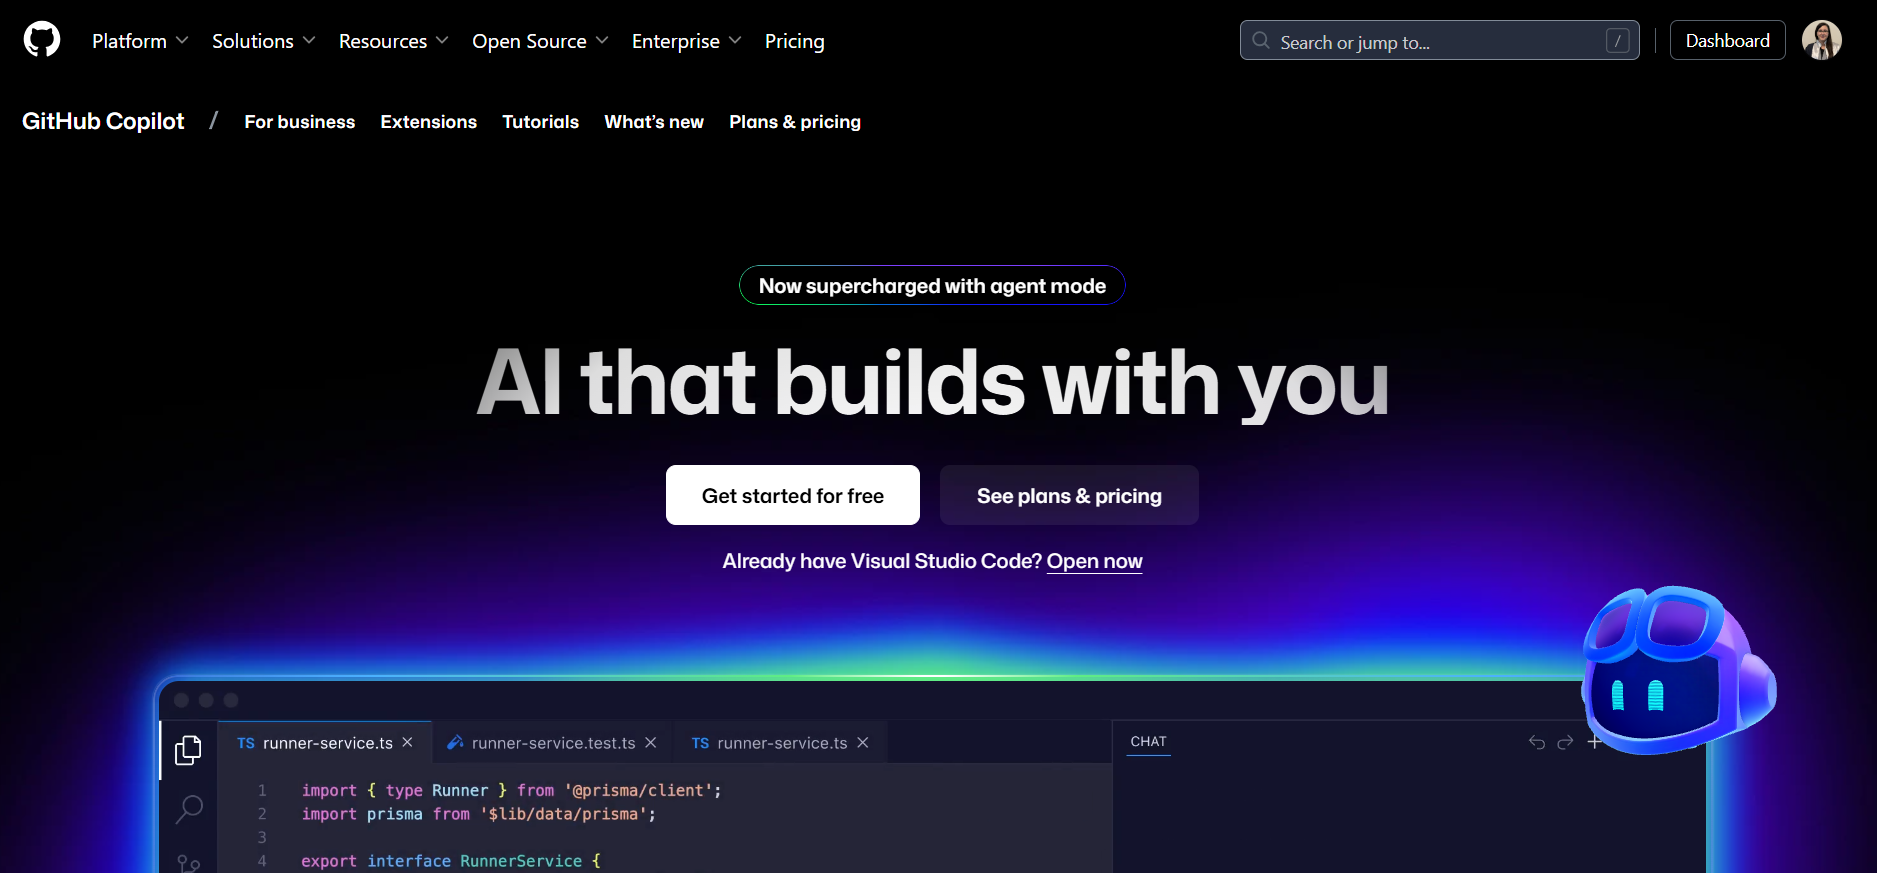 Platform Solutions Resources Open Source Enterprise Pricing Search or jump to... / Dashboard
GitHub Copilot / For business Extensions Tutorials What's new Plans & pricing
Now supercharged with agent mode
AI that builds with you
Get started for free See plans & pricing
Already have Visual Studio Code? Open now
TS runner-service.ts × runner-service.test.ts × TS runner-service.ts × CHAT
1 import { type Runner } from '@prisma/client';
2 import prisma from '$lib/data/prisma';
3
4 export interface RunnerService {